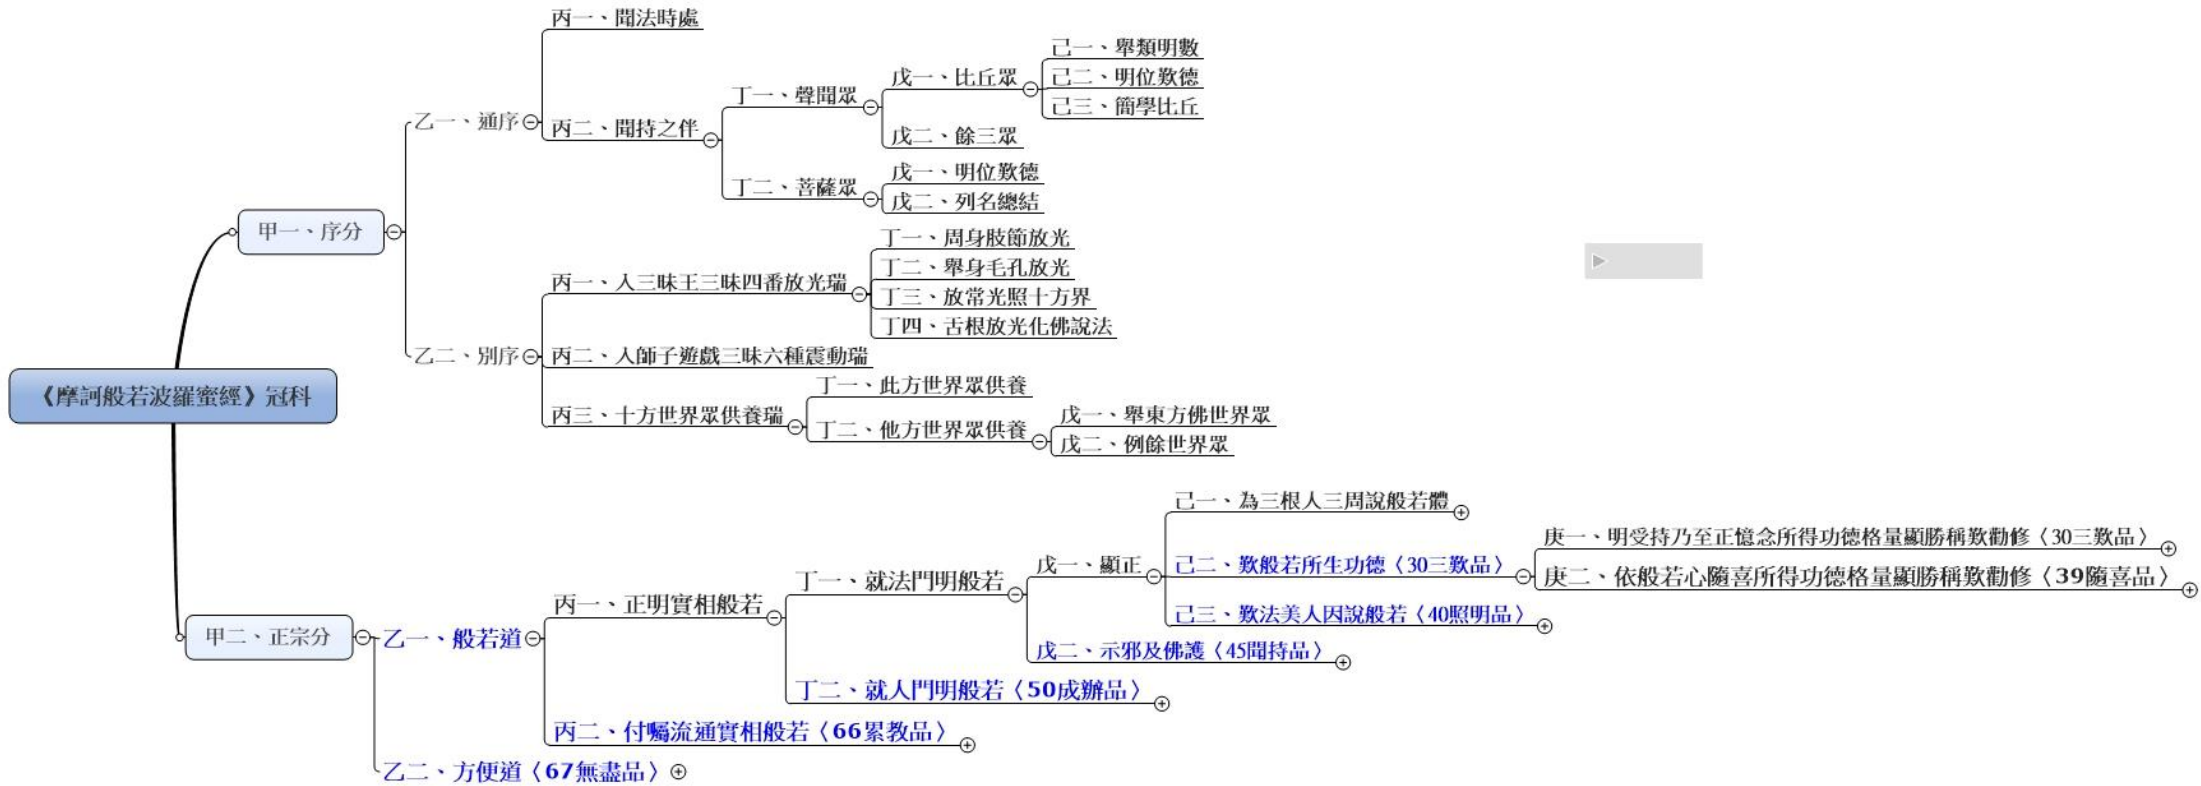 《摩訶般若波羅蜜經》冠科
甲一、序分
乙一、通序
丙一、聞法時處
丙二、聞持之伴
丁一、聲聞眾
戊一、比丘眾
己一、舉類明數
己二、明位歎德
己三、簡學比丘
戊二、餘三眾
丁二、菩薩眾
戊一、明位歎德
戊二、列名總結
乙二、別序
丙一、入三昧王三昧四番放光瑞
丁一、周身肢節放光
丁二、舉身毛孔放光
丁三、放常光照十方界
丁四、舌根放光化佛說法
丙二、入師子遊戲三昧六種震動瑞
丙三、十方世界眾供養瑞
丁一、此方世界眾供養
丁二、他方世界眾供養
戊一、舉東方佛世界眾
戊二、例餘世界眾
甲二、正宗分
乙一、般若道
丙一、正明實相般若
丁一、就法門明般若
戊一、顯正
己一、為三根人三周說般若體
己二、歎般若所生功德〈30三歎品〉
庚一、明受持乃至正憶念所得功德格量顯勝稱歎勸修〈30三歎品〉
庚二、依般若心隨喜所得功德格量顯勝稱歎勸修〈39隨喜品〉
己三、歎法美人因說般若〈40照明品〉
戊二、示邪及佛護〈45聞持品〉
丁二、就人門明般若〈50成辦品〉
丙二、付囑流通實相般若〈66累教品〉
乙二、方便道〈67無盡品〉